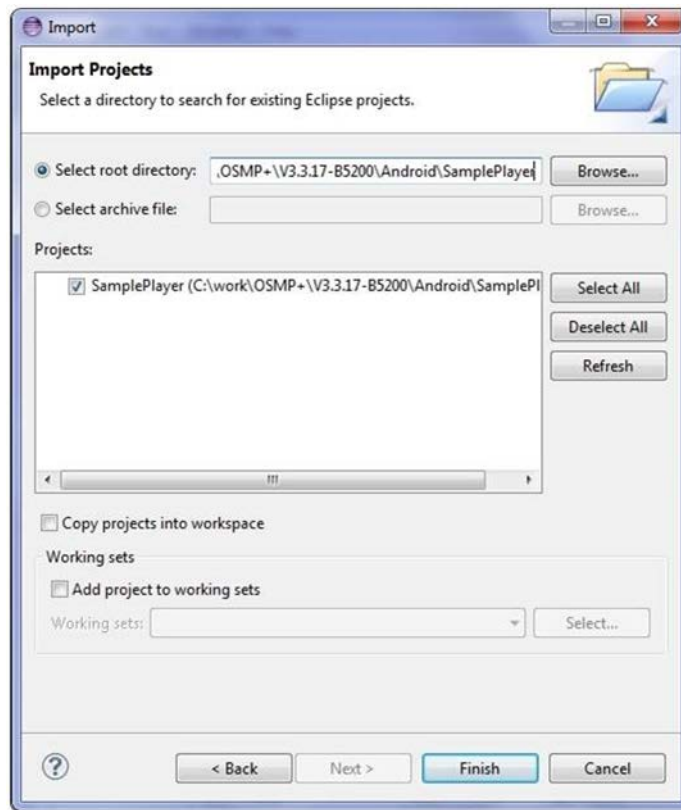 Import
Import Projects
Select a directory to search for existing Eclipse projects.
Select root directory: .OSMP+\V3.3.17-B5200\Android\SamplePlayer Browse...
Select archive file: Browse...
Projects:
SamplePlayer (C:\work\OSMP+\V3.3.17-B5200\Android\SamplePl
Select All
Deselect All
Refresh
Copy projects into workspace
Working sets
Add project to working sets
Working sets: Select...
< Back Next > Finish Cancel